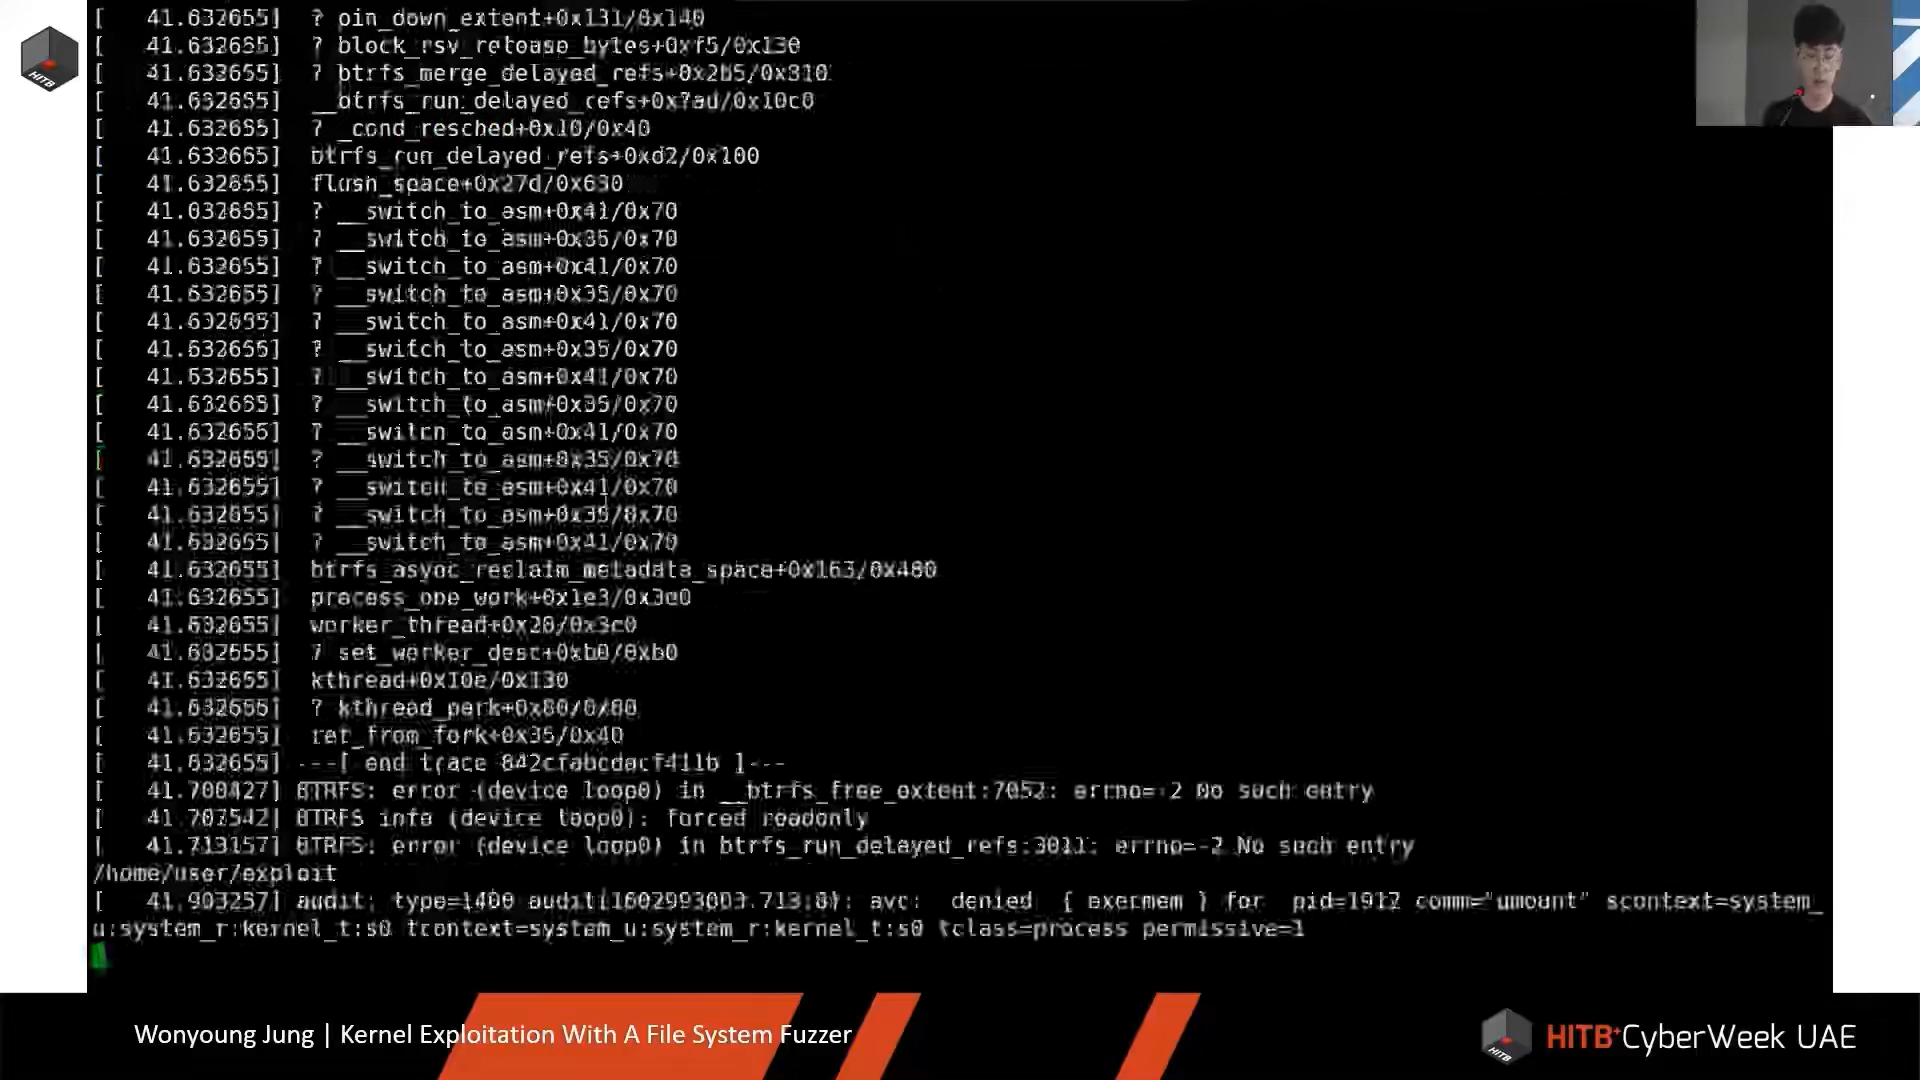 [   41.632655]  ? pin_down_extent+0x131/0x140
[   41.632655]  ? block_rsv_release_bytes+0xf5/0x130
[   41.632655]  ? btrfs_merge_delayed_refs+0x2b5/0x310
[   41.632655]  __btrfs_run_delayed_refs+0x7ad/0x10c0
[   41.632655]  ? _cond_resched+0x10/0x40
[   41.632655]  btrfs_run_delayed_refs+0xd2/0x100
[   41.632655]  flush_space+0x27d/0x630
[   41.632655]  ? __switch_to_asm+0x41/0x70
[   41.632655]  ? __switch_to_asm+0x35/0x70
[   41.632655]  ? __switch_to_asm+0x41/0x70
[   41.632655]  ? __switch_to_asm+0x35/0x70
[   41.632655]  ? __switch_to_asm+0x41/0x70
[   41.632655]  ? __switch_to_asm+0x35/0x70
[   41.632655]  ? __switch_to_asm+0x41/0x70
[   41.632655]  ? __switch_to_asm+0x35/0x70
[   41.632655]  ? __switch_to_asm+0x41/0x70
[   41.632655]  ? __switch_to_asm+0x35/0x70
[   41.632655]  ? __switch_to_asm+0x41/0x70
[   41.632655]  ? __switch_to_asm+0x35/0x70
[   41.632655]  ? __switch_to_asm+0x41/0x70
[   41.632655]  btrfs_async_reclaim_metadata_space+0x163/0x480
[   41.632655]  process_one_work+0x1e3/0x3c0
[   41.632655]  worker_thread+0x28/0x3c0
[   41.632655]  ? set_worker_desc+0xb0/0xb0
[   41.632655]  kthread+0x10e/0x130
[   41.632655]  ? kthread_park+0x80/0x80
[   41.632655]  ret_from_fork+0x35/0x40
[   41.632655] ---[ end trace 842cfabcdacf411b ]---
[   41.700427] BTRFS: error (device loop0) in __btrfs_free_extent:7052: errno=-2 No such entry
[   41.707542] BTRFS info (device loop0): forced readonly
[   41.713157] BTRFS: error (device loop0) in btrfs_run_delayed_refs:3011: errno=-2 No such entry
/home/user/exploit
[   41.903257] audit: type=1400 audit(1602993003.713:8): avc:  denied  { execmem } for  pid=1912 comm="umount" scontext=system_
u:system_r:kernel_t:s0 tcontext=system_u:system_r:kernel_t:s0 tclass=process permissive=1
HITB
Wonyoung Jung | Kernel Exploitation With A File System Fuzzer
HITB
HITB+CyberWeek UAE